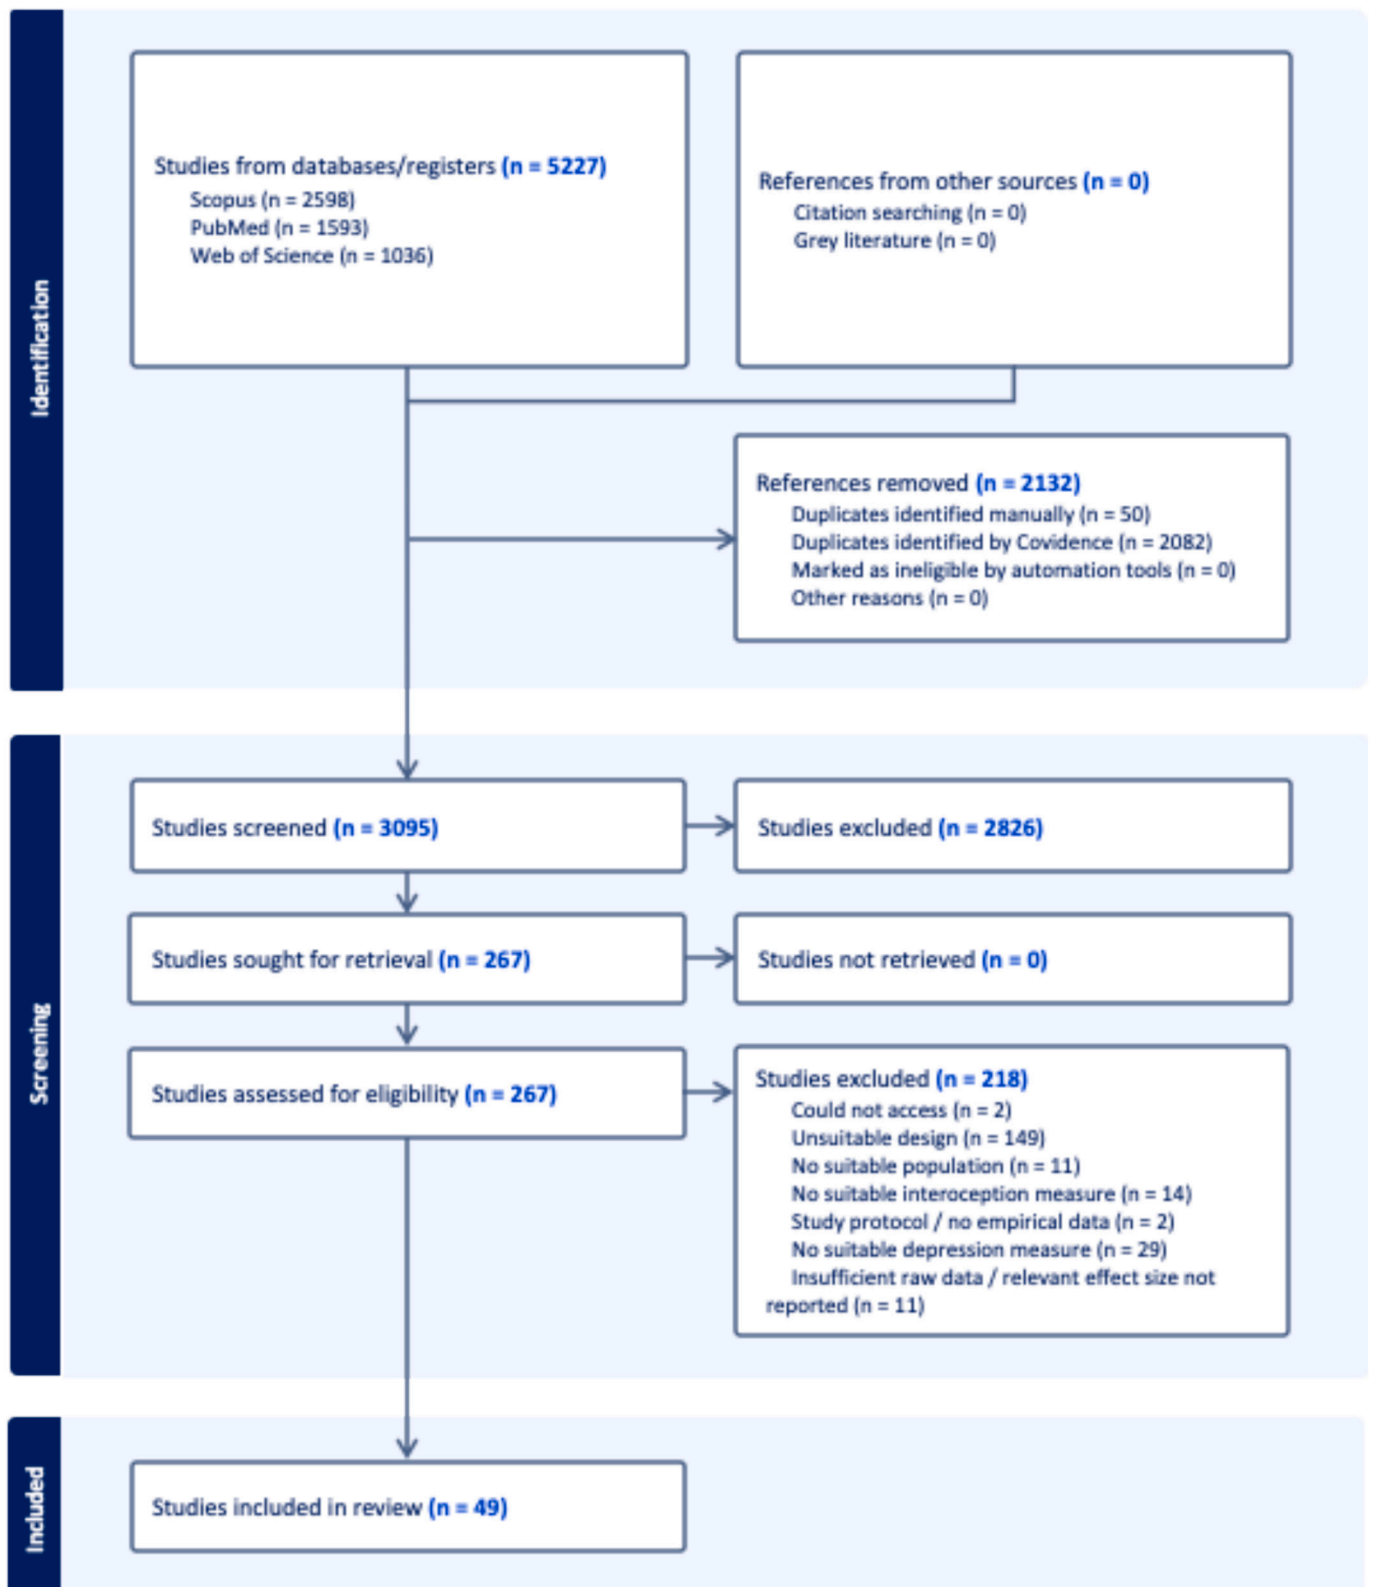 Identification
Studies from databases/registers (n = 5227)
Scopus (n = 2598)
PubMed (n = 1593)
Web of Science (n = 1036)
References from other sources (n = 0)
Citation searching (n = 0)
Grey literature (n = 0)
References removed (n = 2132)
Duplicates identified manually (n = 50)
Duplicates identified by Covidence (n = 2082)
Marked as ineligible by automation tools (n = 0)
Other reasons (n = 0)
Screening
Studies screened (n = 3095)
Studies excluded (n = 2826)
Studies sought for retrieval (n = 267)
Studies not retrieved (n = 0)
Studies assessed for eligibility (n = 267)
Studies excluded (n = 218)
Could not access (n = 2)
Unsuitable design (n = 149)
No suitable population (n = 11)
No suitable interoception measure (n = 14)
Study protocol / no empirical data (n = 2)
No suitable depression measure (n = 29)
Insufficient raw data / relevant effect size not
reported (n = 11)
Included
Studies included in review (n = 49)